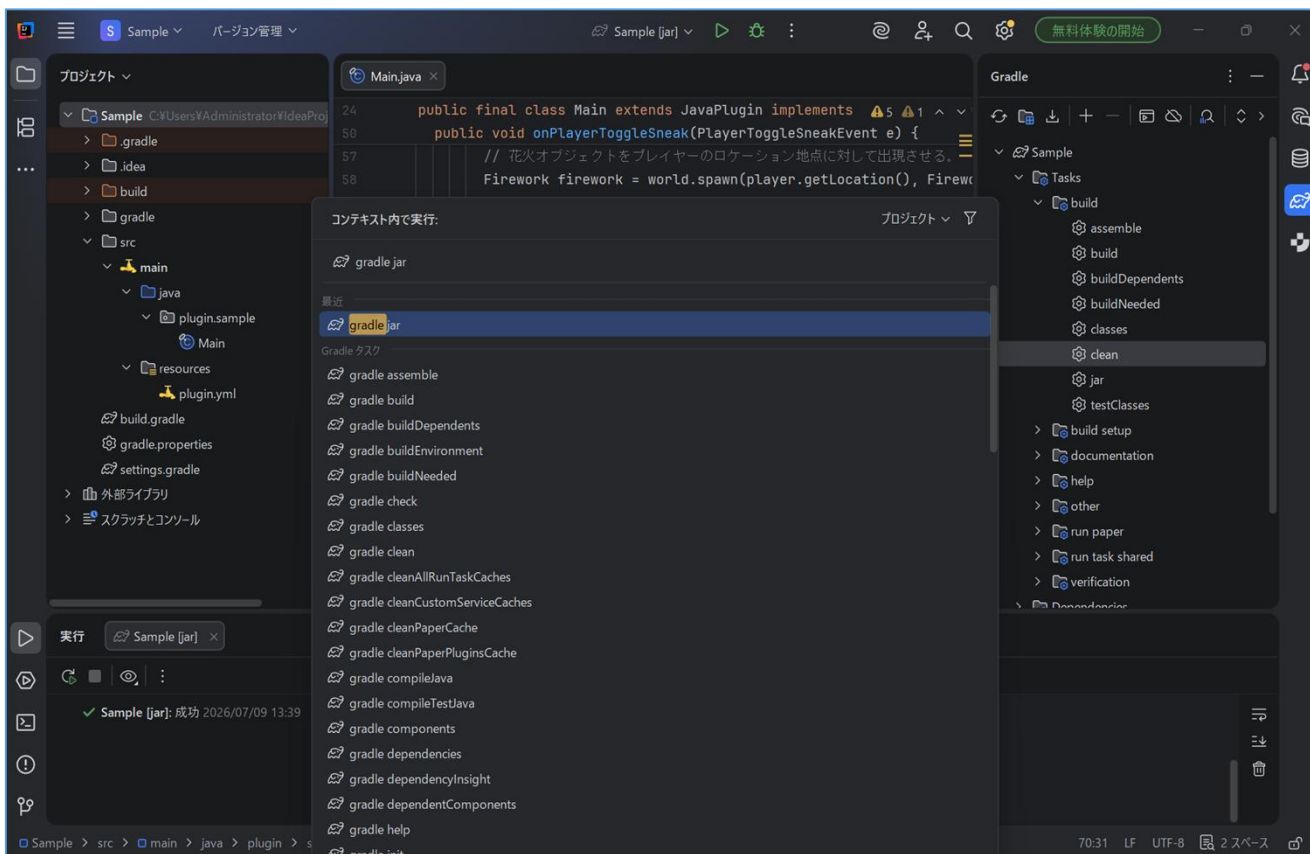 S Sample バージョン管理 Sample [jar] 無料体験の開始
プロジェクト
Sample C:¥Users¥Administrator¥IdeaProj
.gradle
.idea
build
gradle
src
main
java
plugin.sample
Main
resources
plugin.yml
build.gradle
gradle.properties
settings.gradle
外部ライブラリ
スクラッチとコンソール
Main.java
24 public final class Main extends JavaPlugin implements 5 1
50 public void onPlayerToggleSneak(PlayerToggleSneakEvent e) {
57 // 花火オブジェクトをプレイヤーのロケーション地点に対して出現させる。
58 Firework firework = world.spawn(player.getLocation(), Firewo
コンテキスト内で実行: プロジェクト
gradle jar
最近
gradle jar
Gradle タスク
gradle assemble
gradle build
gradle buildDependents
gradle buildEnvironment
gradle buildNeeded
gradle check
gradle classes
gradle clean
gradle cleanAllRunTaskCaches
gradle cleanCustomServiceCaches
gradle cleanPaperCache
gradle cleanPaperPluginsCache
gradle compileJava
gradle compileTestJava
gradle components
gradle dependencies
gradle dependencyInsight
gradle dependentComponents
gradle help
gradle init
Gradle
Sample
Tasks
build
assemble
build
buildDependents
buildNeeded
classes
clean
jar
testClasses
build setup
documentation
help
other
run paper
run task shared
verification
Dependencies
実行 Sample [jar]
Sample [jar]: 成功 2026/07/09 13:39
Sample > src > main > java > plugin > s
70:31 LF UTF-8 2 スペース